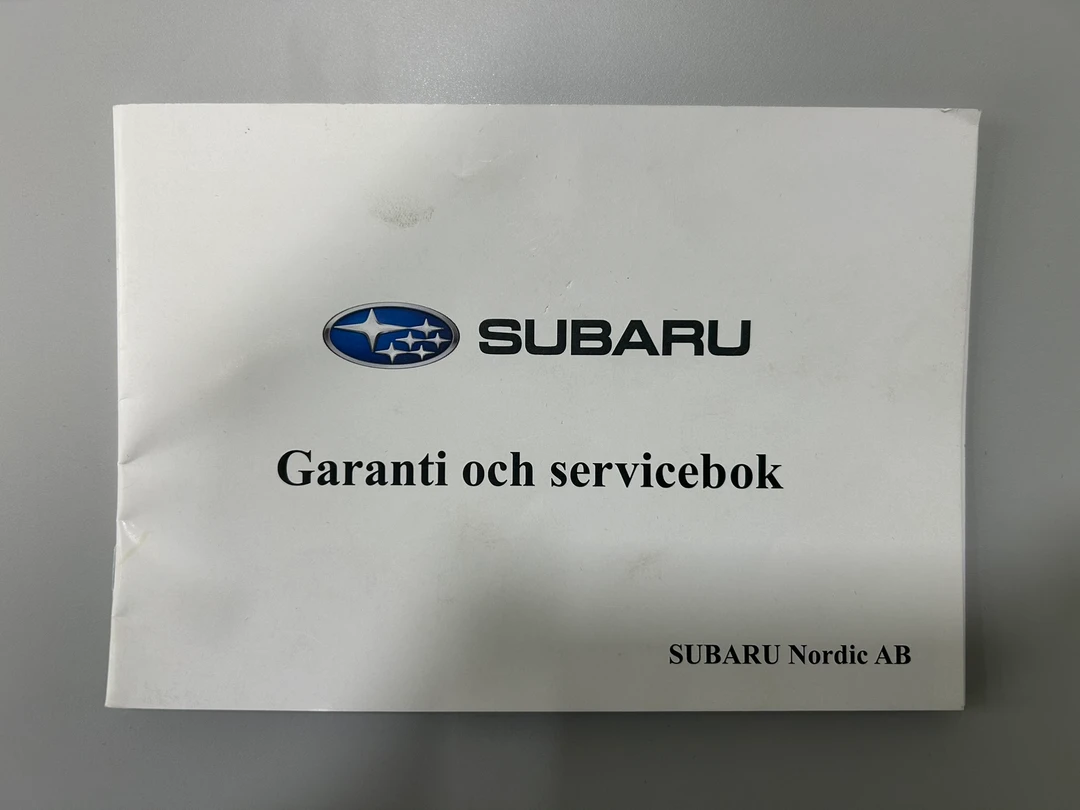 SUBARU
Garanti och servicebok
SUBARU Nordic AB